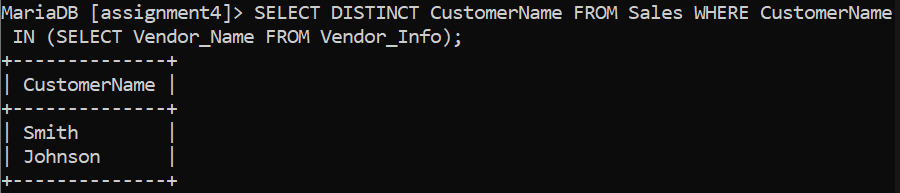 MariaDB [assignment4]> SELECT DISTINCT CustomerName FROM Sales WHERE CustomerName
 IN (SELECT Vendor_Name FROM Vendor_Info);
+--------------+
| CustomerName |
+--------------+
| Smith        |
| Johnson      |
+--------------+